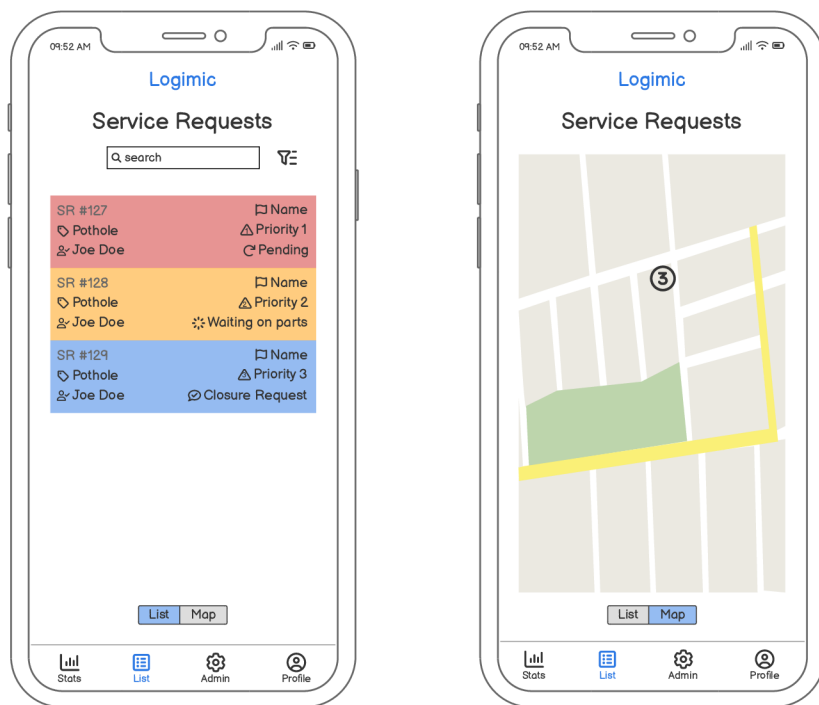 09:52 AM
Logimic
Service Requests
search
SR #127 Name
Pothole Priority 1
Joe Doe Pending
SR #128 Name
Pothole Priority 2
Joe Doe Waiting on parts
SR #129 Name
Pothole Priority 3
Joe Doe Closure Request
List Map
Stats List Admin Profile
09:52 AM
Logimic
Service Requests
3
List Map
Stats List Admin Profile